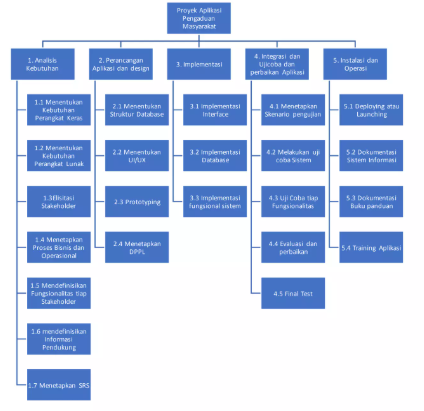 Proyek Aplikasi
Pengaduan
Masyarakat
1. Analisis
Kebutuhan
2. Perancangan
Aplikasi dan design
3. Implementasi
4. Integrasi dan
Ujicoba dan
perbaikan Aplikasi
5. Instalasi dan
Operasi
1.1 Menentukan
Kebutuhan
Perangkat Keras
1.2 Menentukan
Kebutuhan
Perangkat Lunak
1.3Elisitasi
Stakeholder
1.4 Menetapkan
Proses Bisnis dan
Operasional
1.5 Mendefinisikan
Fungsionalitas tiap
Stakeholder
1.6 mendefinisikan
Informasi
Pendukung
1.7 Menetapkan SRS
2.1 Menentukan
Struktur Database
2.2 Menentukan
UI/UX
2.3 Prototyping
2.4 Menetapkan
DPPL
3.1 Implementasi
Interface
3.2 Implementasi
Database
3.3 Implementasi
Fungsional sistem
4.1 Menetapkan
Skenario pengujian
4.2 Melakukan uji
coba Sistem
4.3 Uji Coba tiap
Fungsionalitas
4.4 Evaluasi dan
perbaikan
4.5 Final Test
5.1 Deploying atau
Launching
5.2 Dokumentasi
Sistem Informasi
5.3 Dokumentasi
Buku panduan
5.4 Training Aplikasi